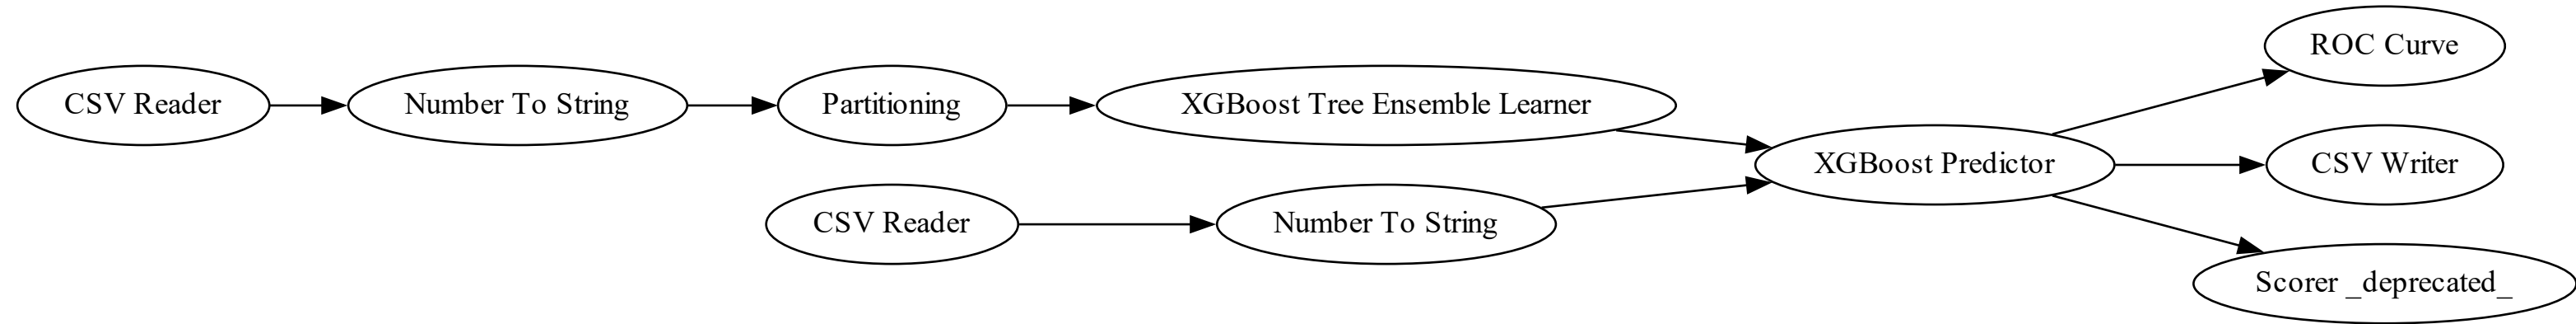 CSV Reader
Number To String
Partitioning
XGBoost Tree Ensemble Learner
CSV Reader
Number To String
XGBoost Predictor
ROC Curve
CSV Writer
Scorer _deprecated_